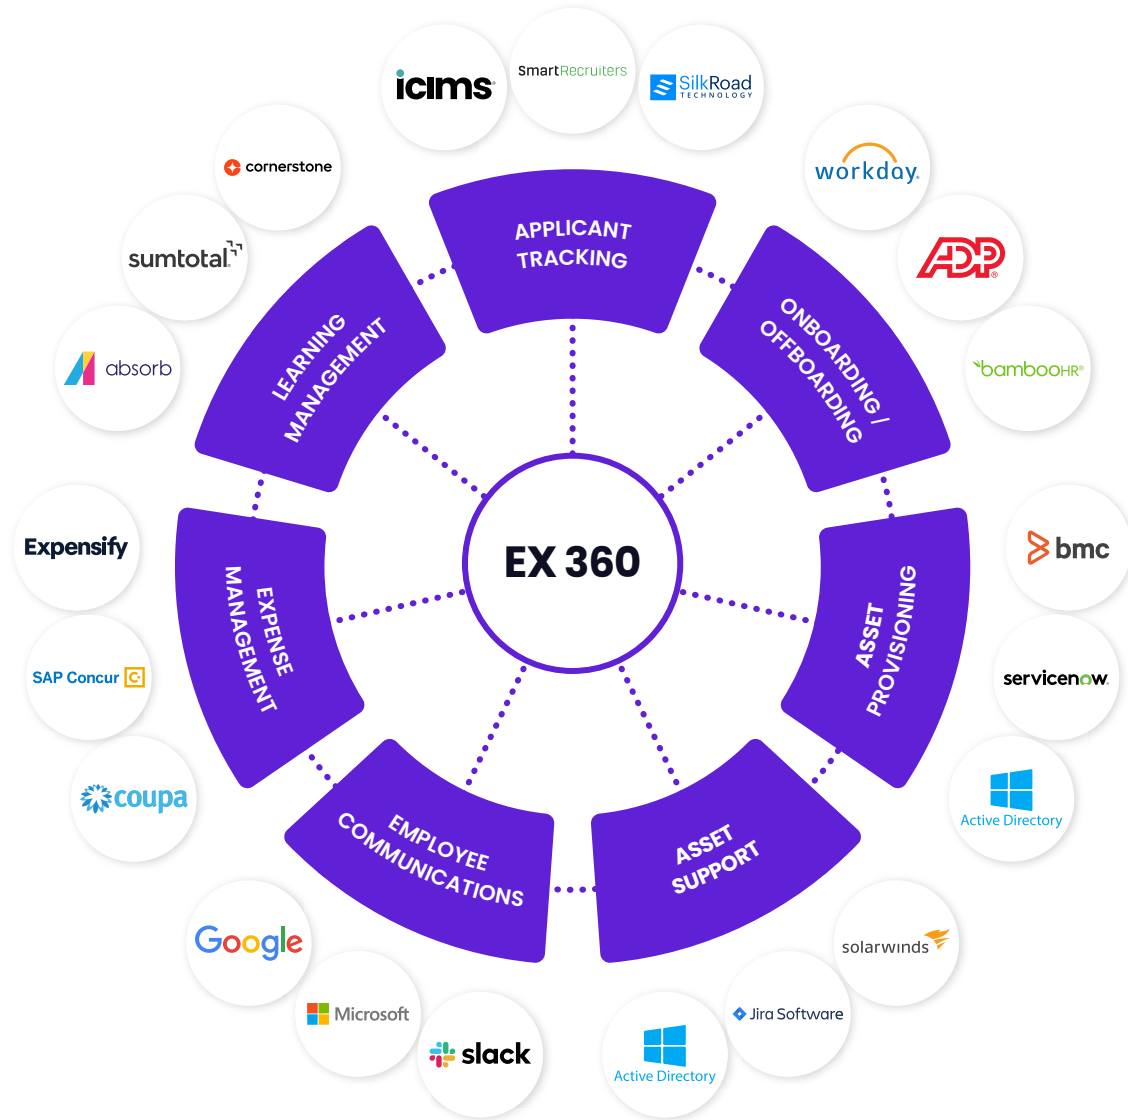 iCIMS
SmartRecruiters
SilkRoad
TECHNOLOGY
APPLICANT
TRACKING
workday.
ADP
bambooHR
ONBOARDING /
OFFBOARDING
bmc
servicenow.
Active Directory
ASSET
PROVISIONING
solarwinds
Jira Software
Active Directory
ASSET
SUPPORT
slack
Microsoft
Google
EMPLOYEE
COMMUNICATIONS
coupa
SAP Concur C
Expensify
EXPENSE
MANAGEMENT
absorb
sumtotal
cornerstone
LEARNING
MANAGEMENT
EX 360